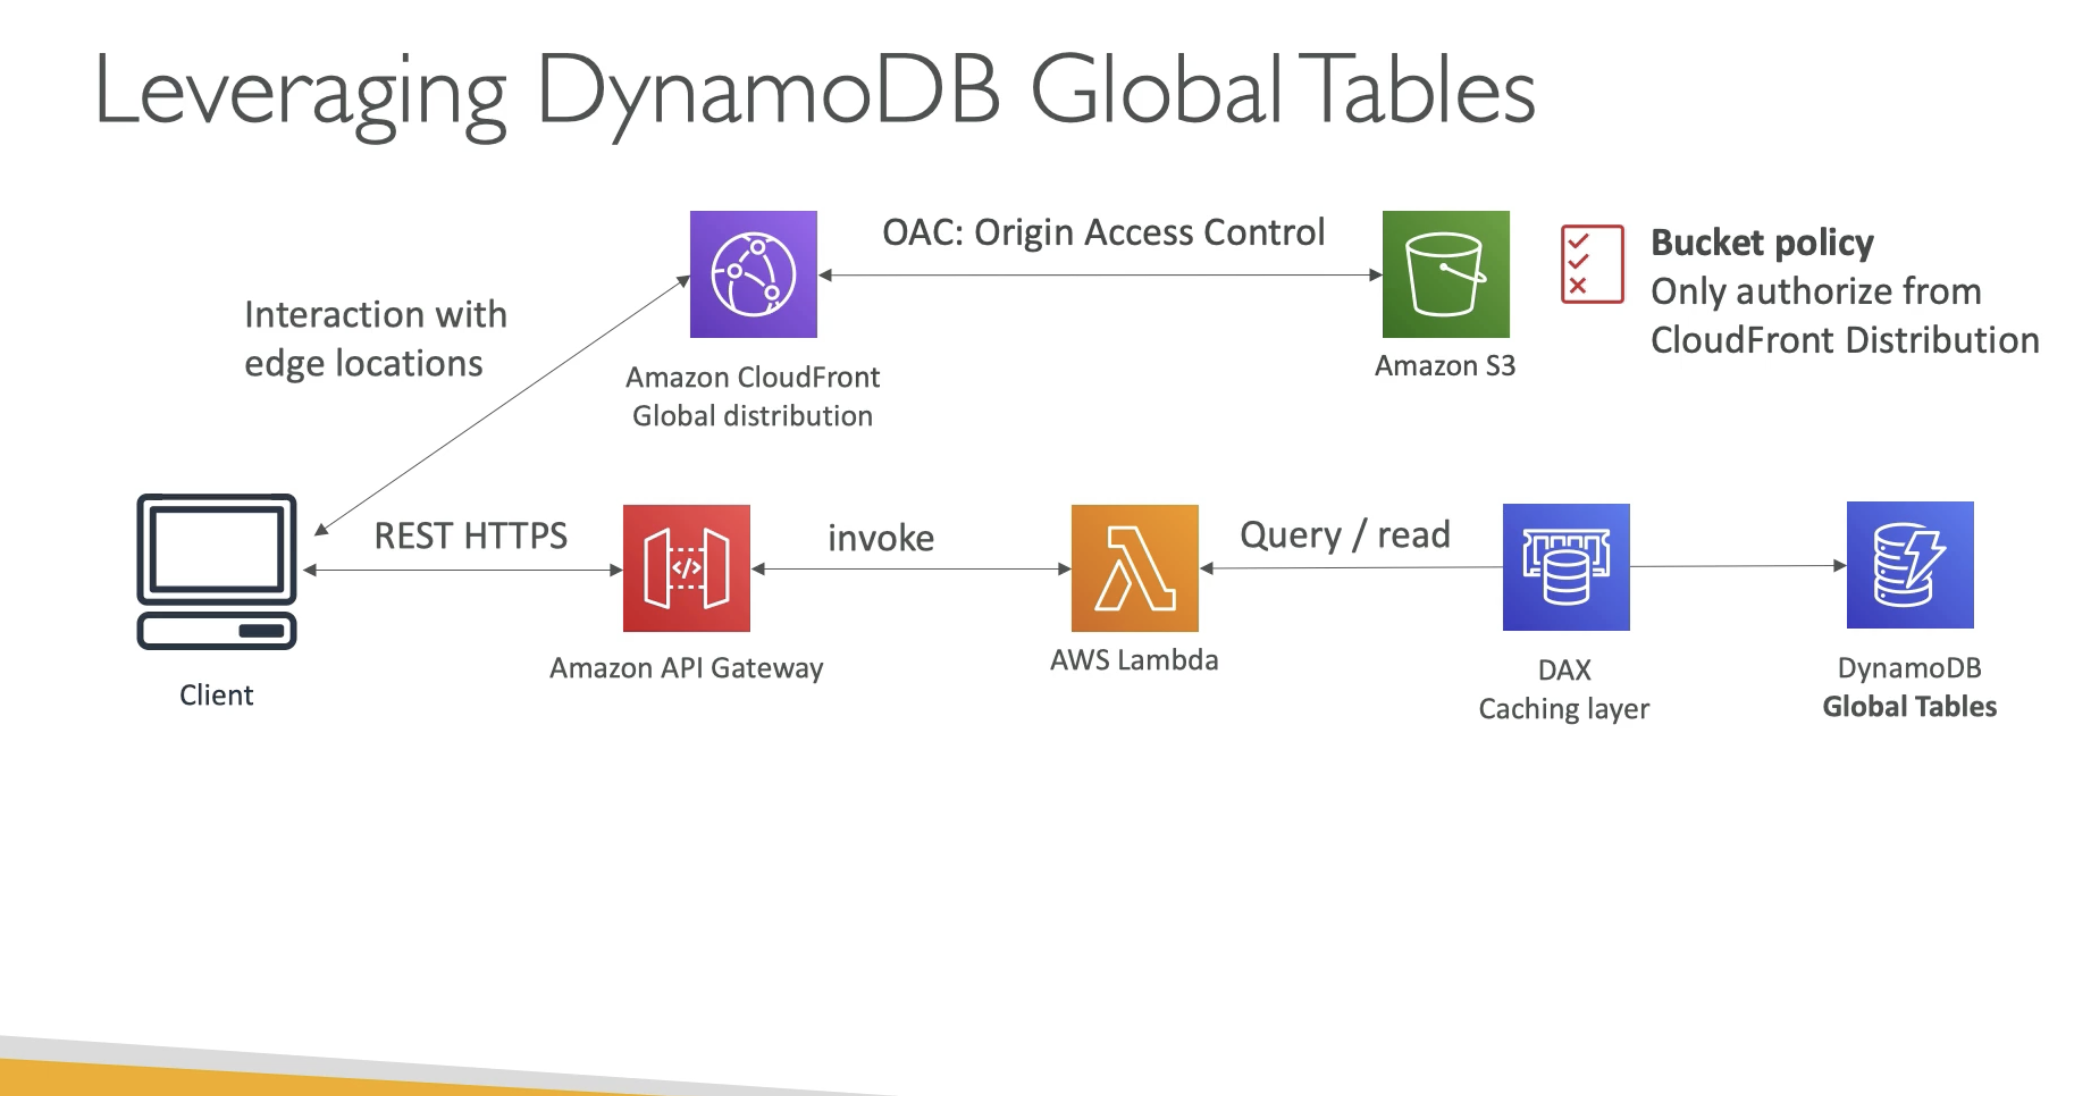 Leveraging DynamoDB Global Tables
OAC: Origin Access Control
Bucket policy
Only authorize from
CloudFront Distribution
Interaction with
edge locations
Amazon CloudFront
Global distribution
Amazon S3
REST HTTPS
invoke
Query / read
</>
Client
Amazon API Gateway
AWS Lambda
DAX
Caching layer
DynamoDB
Global Tables